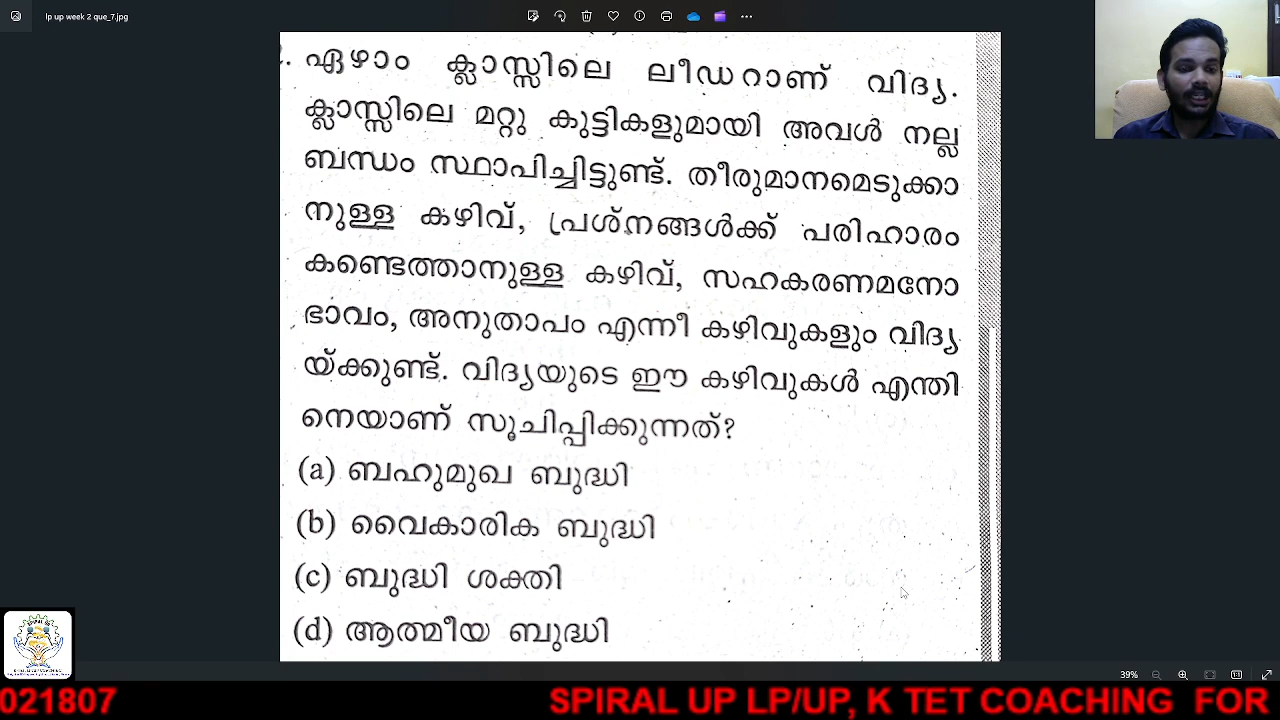 lp up week 2 que_7.jpg
ഏഴാം ക്ലാസ്സിലെ ലീഡറാണ് വിദ്യ.
ക്ലാസ്സിലെ മറ്റു കുട്ടികളുമായി അവൾ നല്ല
ബന്ധം സ്ഥാപിച്ചിട്ടുണ്ട്. തീരുമാനമെടുക്കാ
നുള്ള കഴിവ്, പ്രശ്നങ്ങൾക്ക് പരിഹാരം
കണ്ടെത്താനുള്ള കഴിവ്, സഹകരണമനോ
ഭാവം, അനുതാപം എന്നീ കഴിവുകളും വിദ്യ
യ്ക്കുണ്ട്. വിദ്യയുടെ ഈ കഴിവുകൾ എന്തി
നെയാണ് സൂചിപ്പിക്കുന്നത്?
(a) ബഹുമുഖ ബുദ്ധി
(b) വൈകാരിക ബുദ്ധി
(c) ബുദ്ധി ശക്തി
(d) ആത്മീയ ബുദ്ധി
39%
021807 SPIRAL UP LP/UP, K TET COACHING FOR